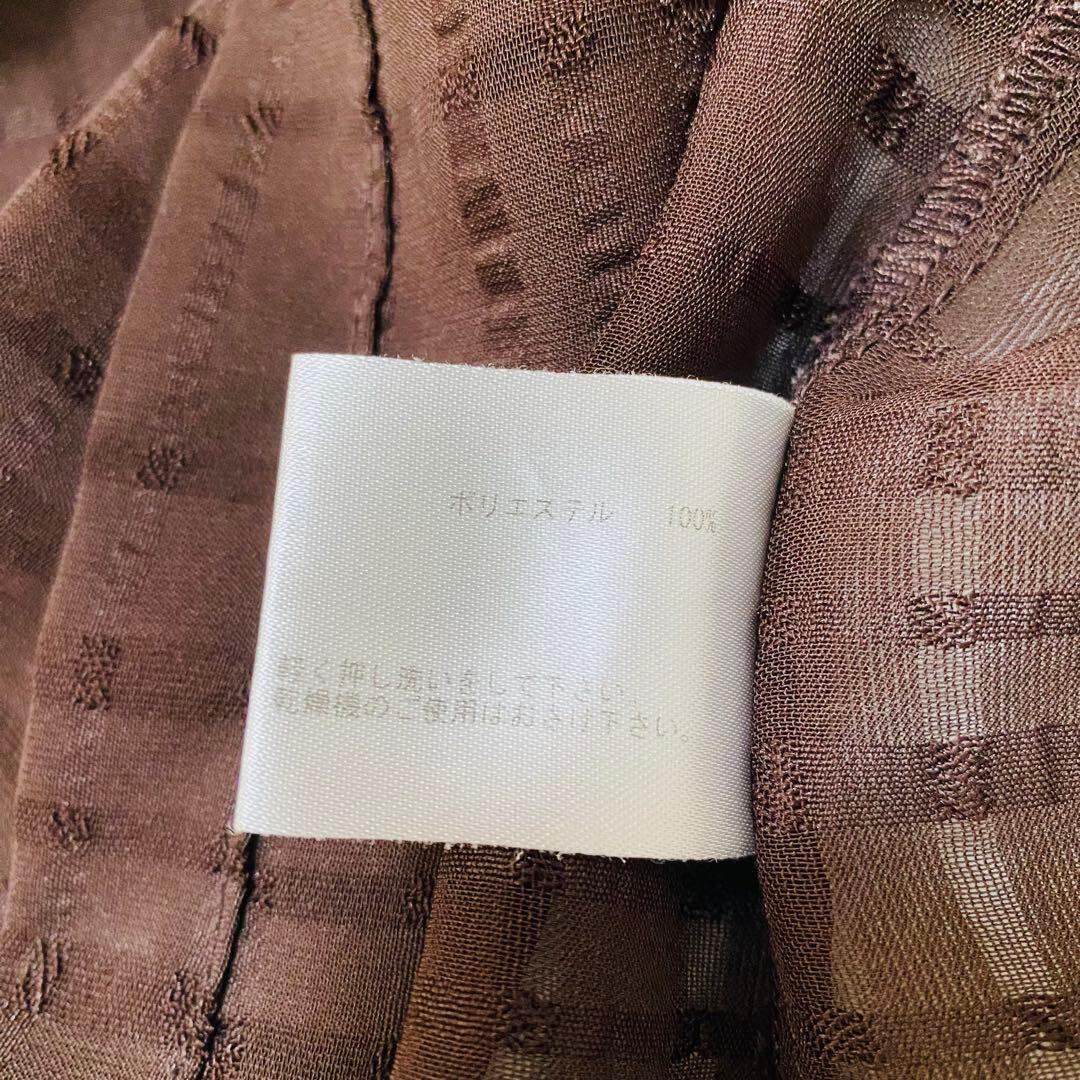 ポリエステル 100%
軽く押し洗いをして下さい
乾燥機のご使用はおさけ下さい。